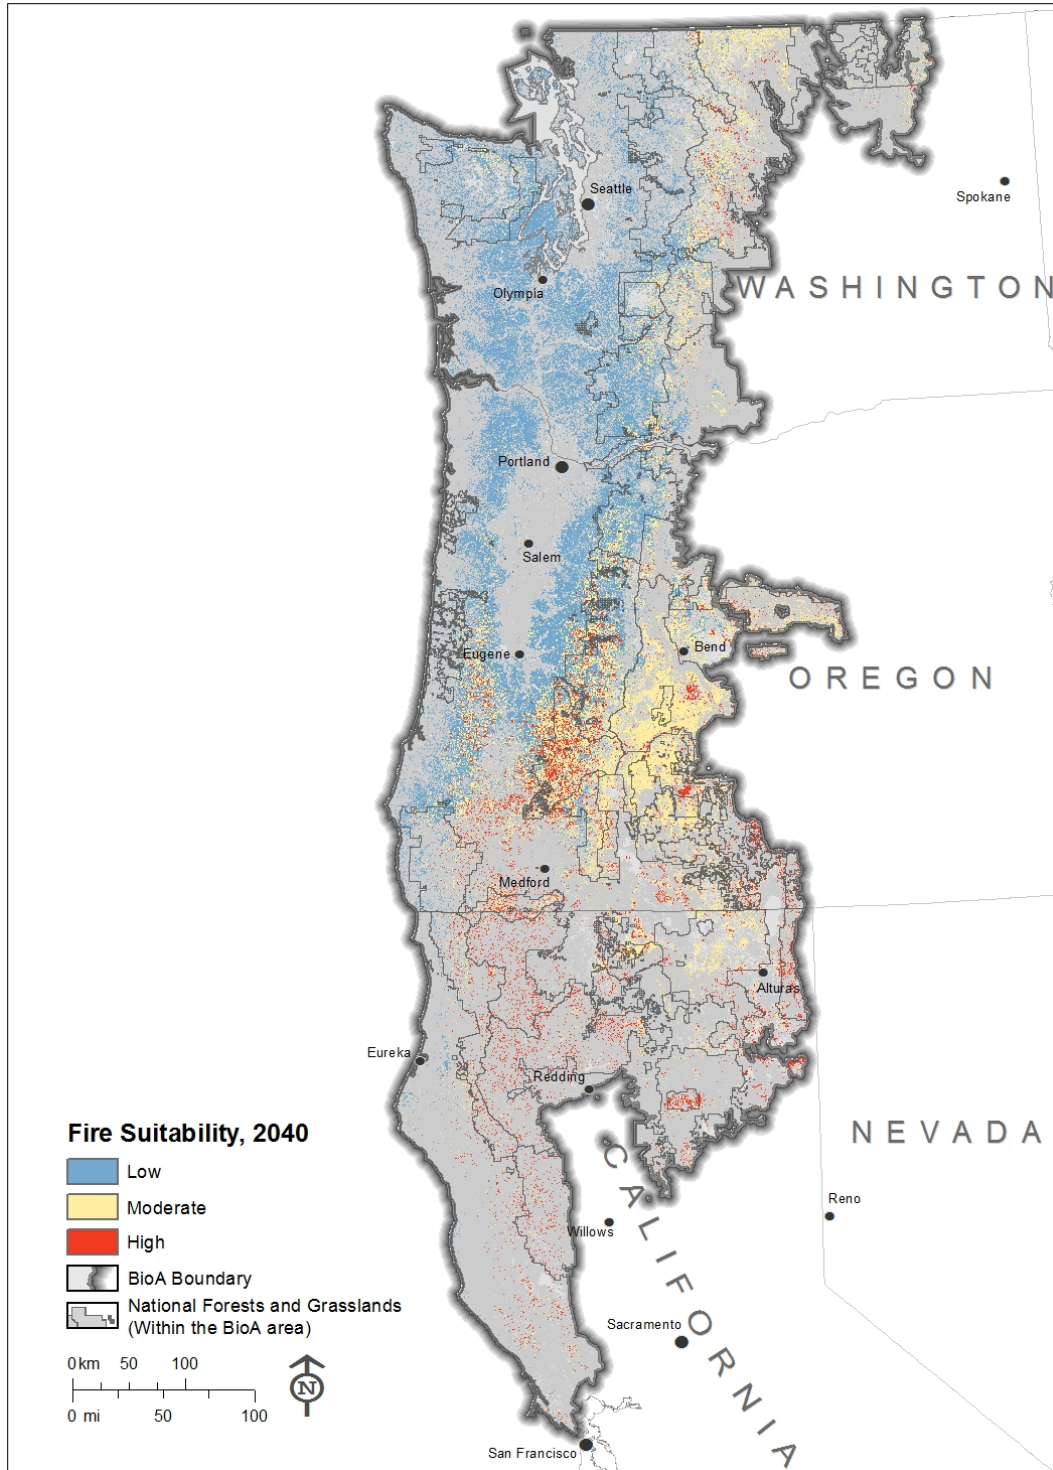 Seattle
Spokane
Olympia
WASHINGTON
Portland
Salem
Eugene
Bend
OREGON
Medford
Alturas
Eureka
Redding
Fire Suitability, 2040
Low
Moderate
High
BioA Boundary
National Forests and Grasslands
(Within the BioA area)
0 km 50 100
0 mi 50 100
N
NEVADA
Reno
CALIFORNIA
Willows
Sacramento
San Francisco